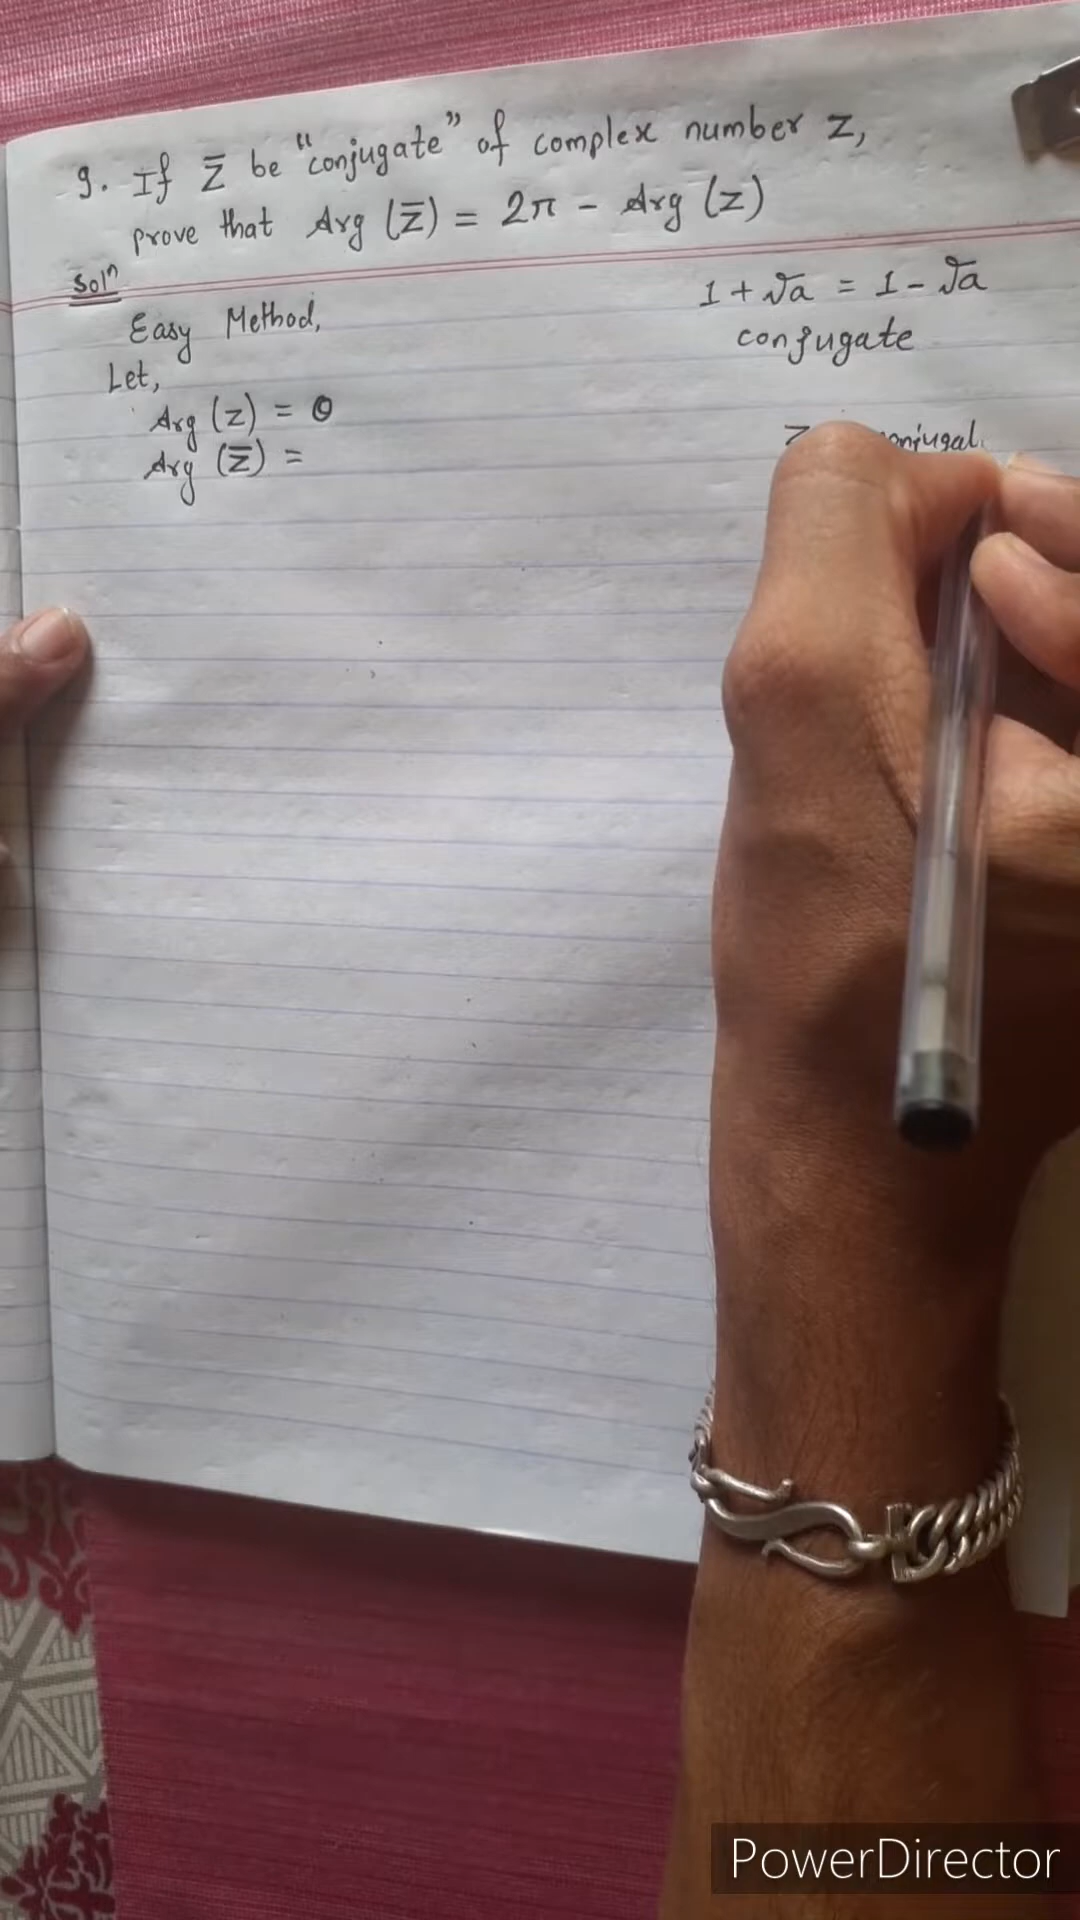 9. If z̅ be "conjugate" of complex number z,
prove that Arg (z̅) = 2π - Arg (z)
Solⁿ
Easy Method,
Let,
Arg (z) = θ
Arg (z̅) =
1 + √a = 1 - √a
conjugate
z
PowerDirector